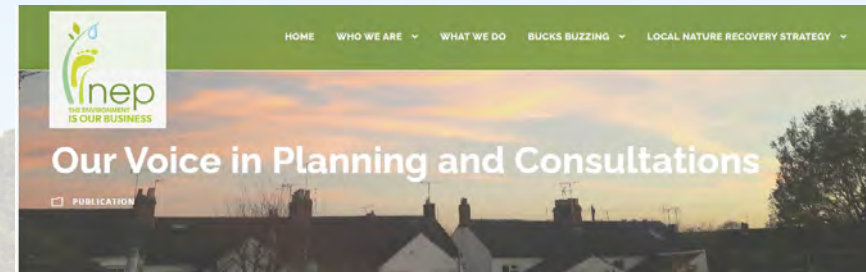 HOME WHO WE ARE WHAT WE DO BUCKS BUZZING LOCAL NATURE RECOVERY STRATEGY
nep
THE ENVIRONMENT
IS OUR BUSINESS
Our Voice in Planning and Consultations
PUBLICATION